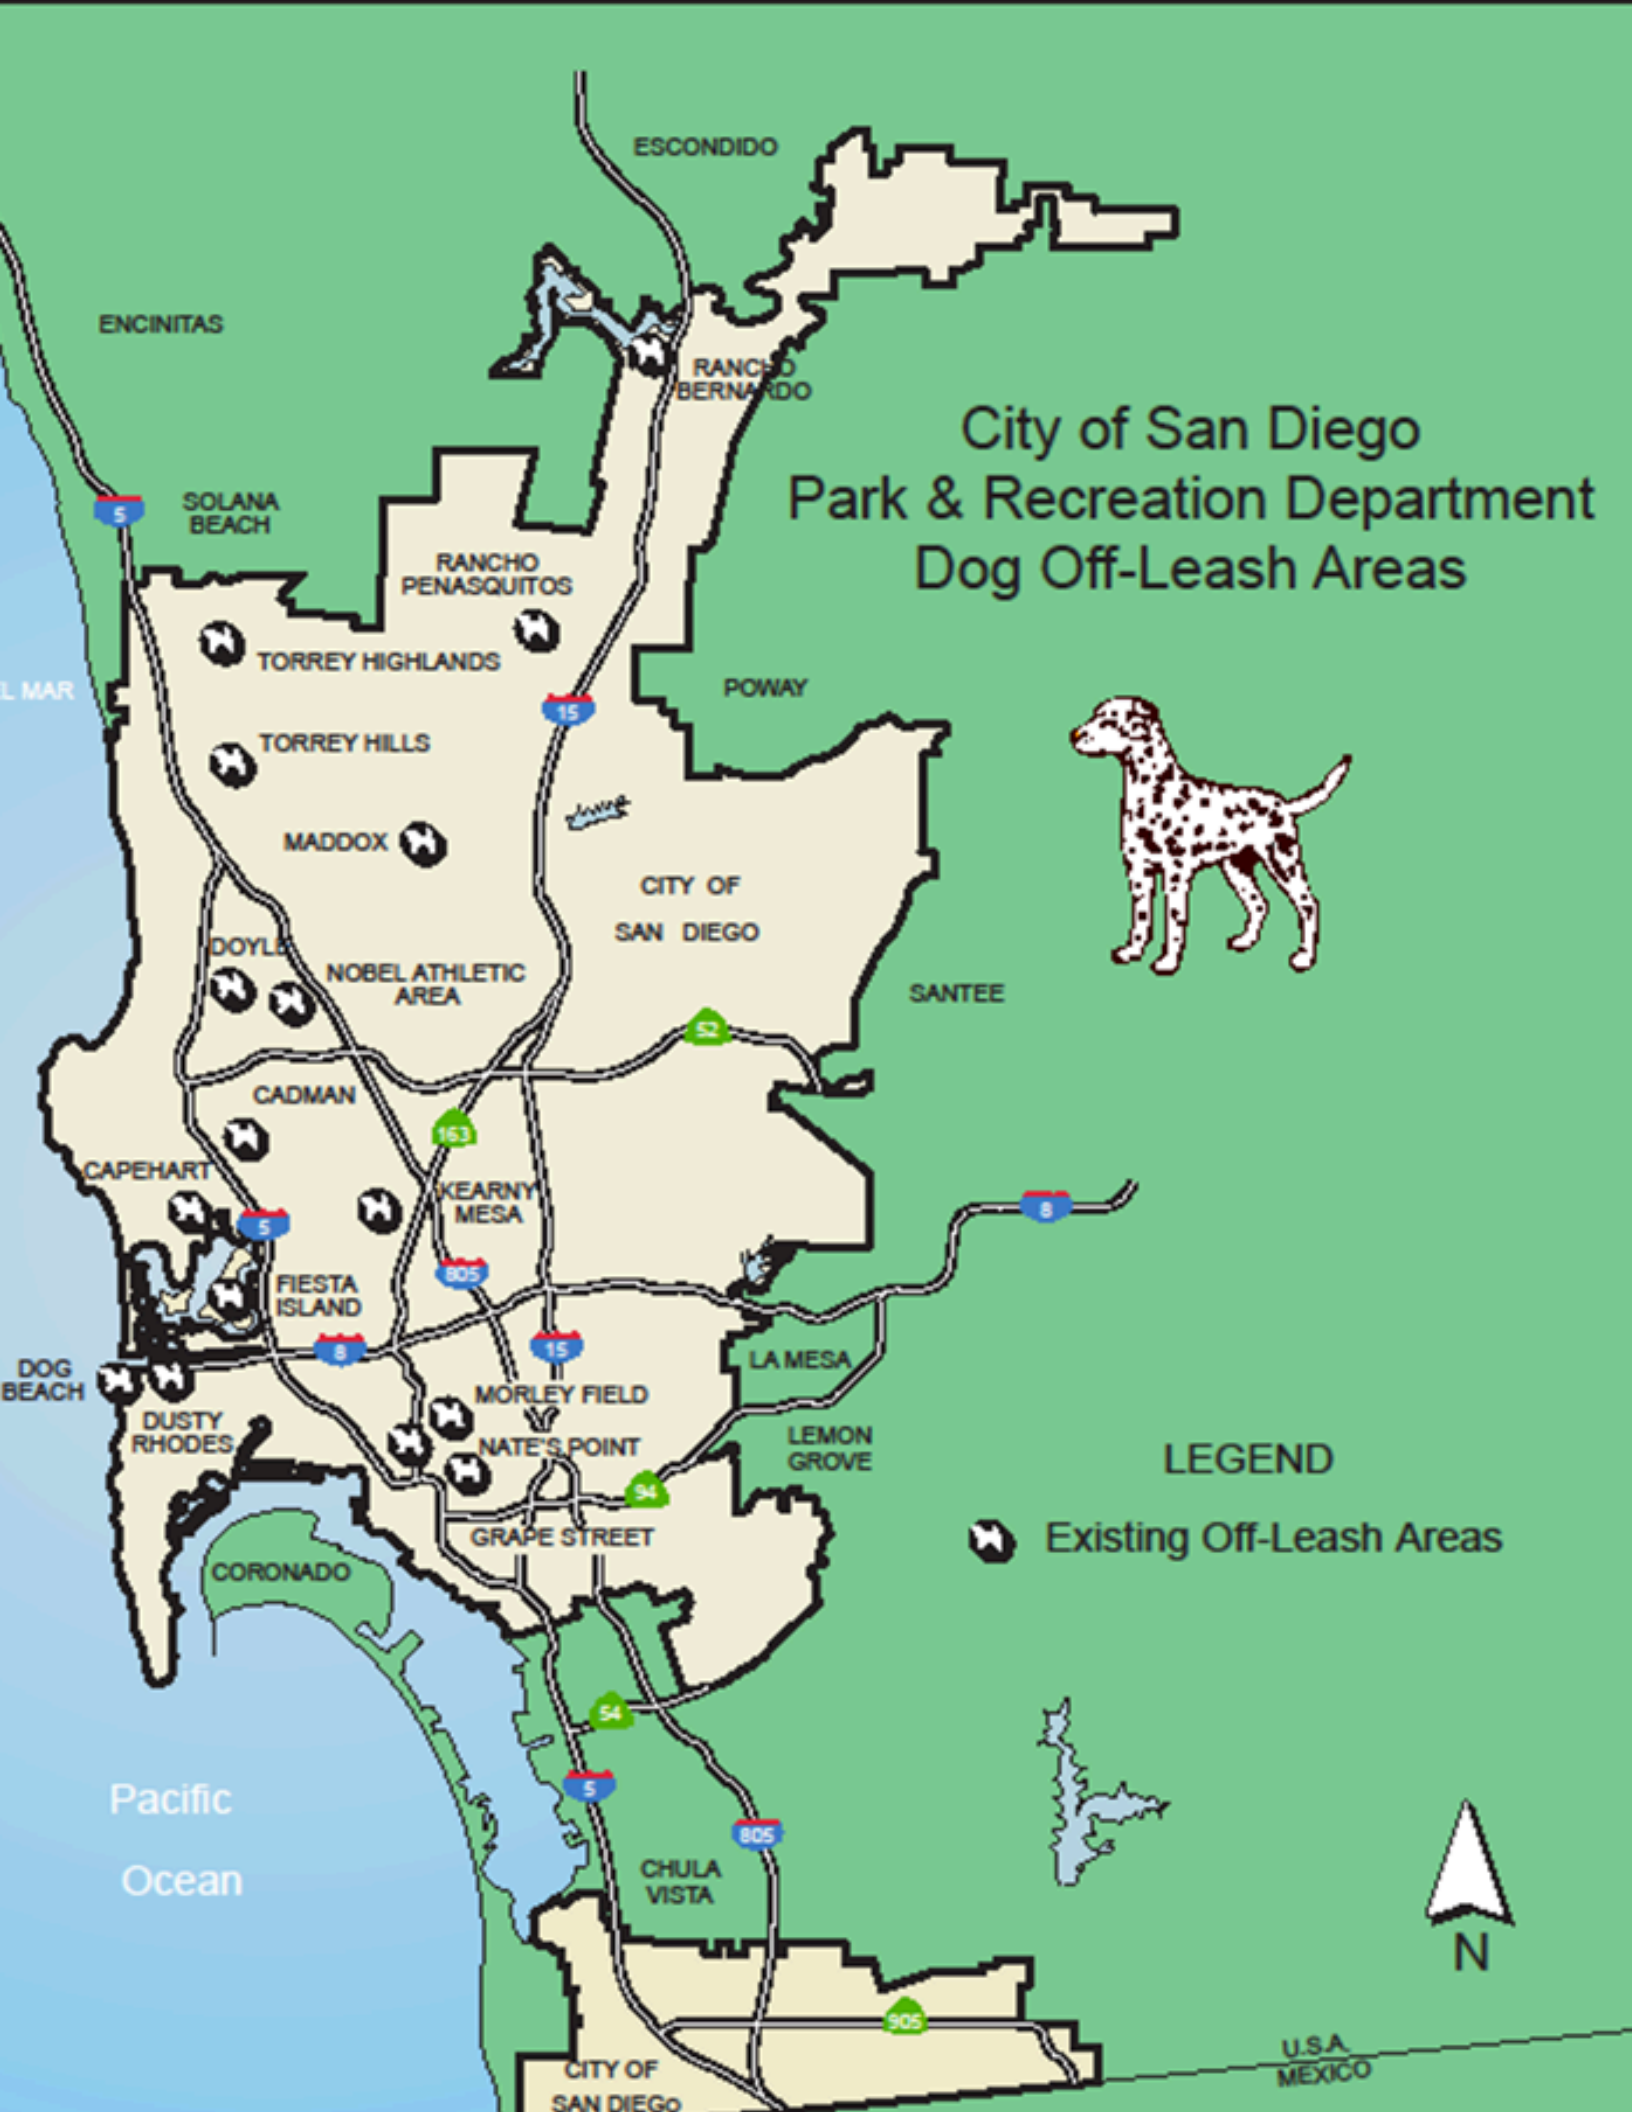 ESCONDIDO
ENCINITAS
RANCHO
BERNARDO
City of San Diego
Park & Recreation Department
Dog Off-Leash Areas
5
SOLANA
BEACH
RANCHO
PENASQUITOS
TORREY HIGHLANDS
L MAR
POWAY
15
TORREY HILLS
MADDOX
CITY OF
SAN DIEGO
DOYLE
NOBEL ATHLETIC
AREA
SANTEE
52
CADMAN
163
CAPEHART
KEARNY
MESA
5
8
805
FIESTA
ISLAND
8
15
LA MESA
DOG
BEACH
MORLEY FIELD
DUSTY
RHODES
NATE'S POINT
LEMON
GROVE
LEGEND
94
GRAPE STREET
Existing Off-Leash Areas
CORONADO
54
5
Pacific
Ocean
805
CHULA
VISTA
N
905
U.S.A.
MEXICO
CITY OF
SAN DIEGO